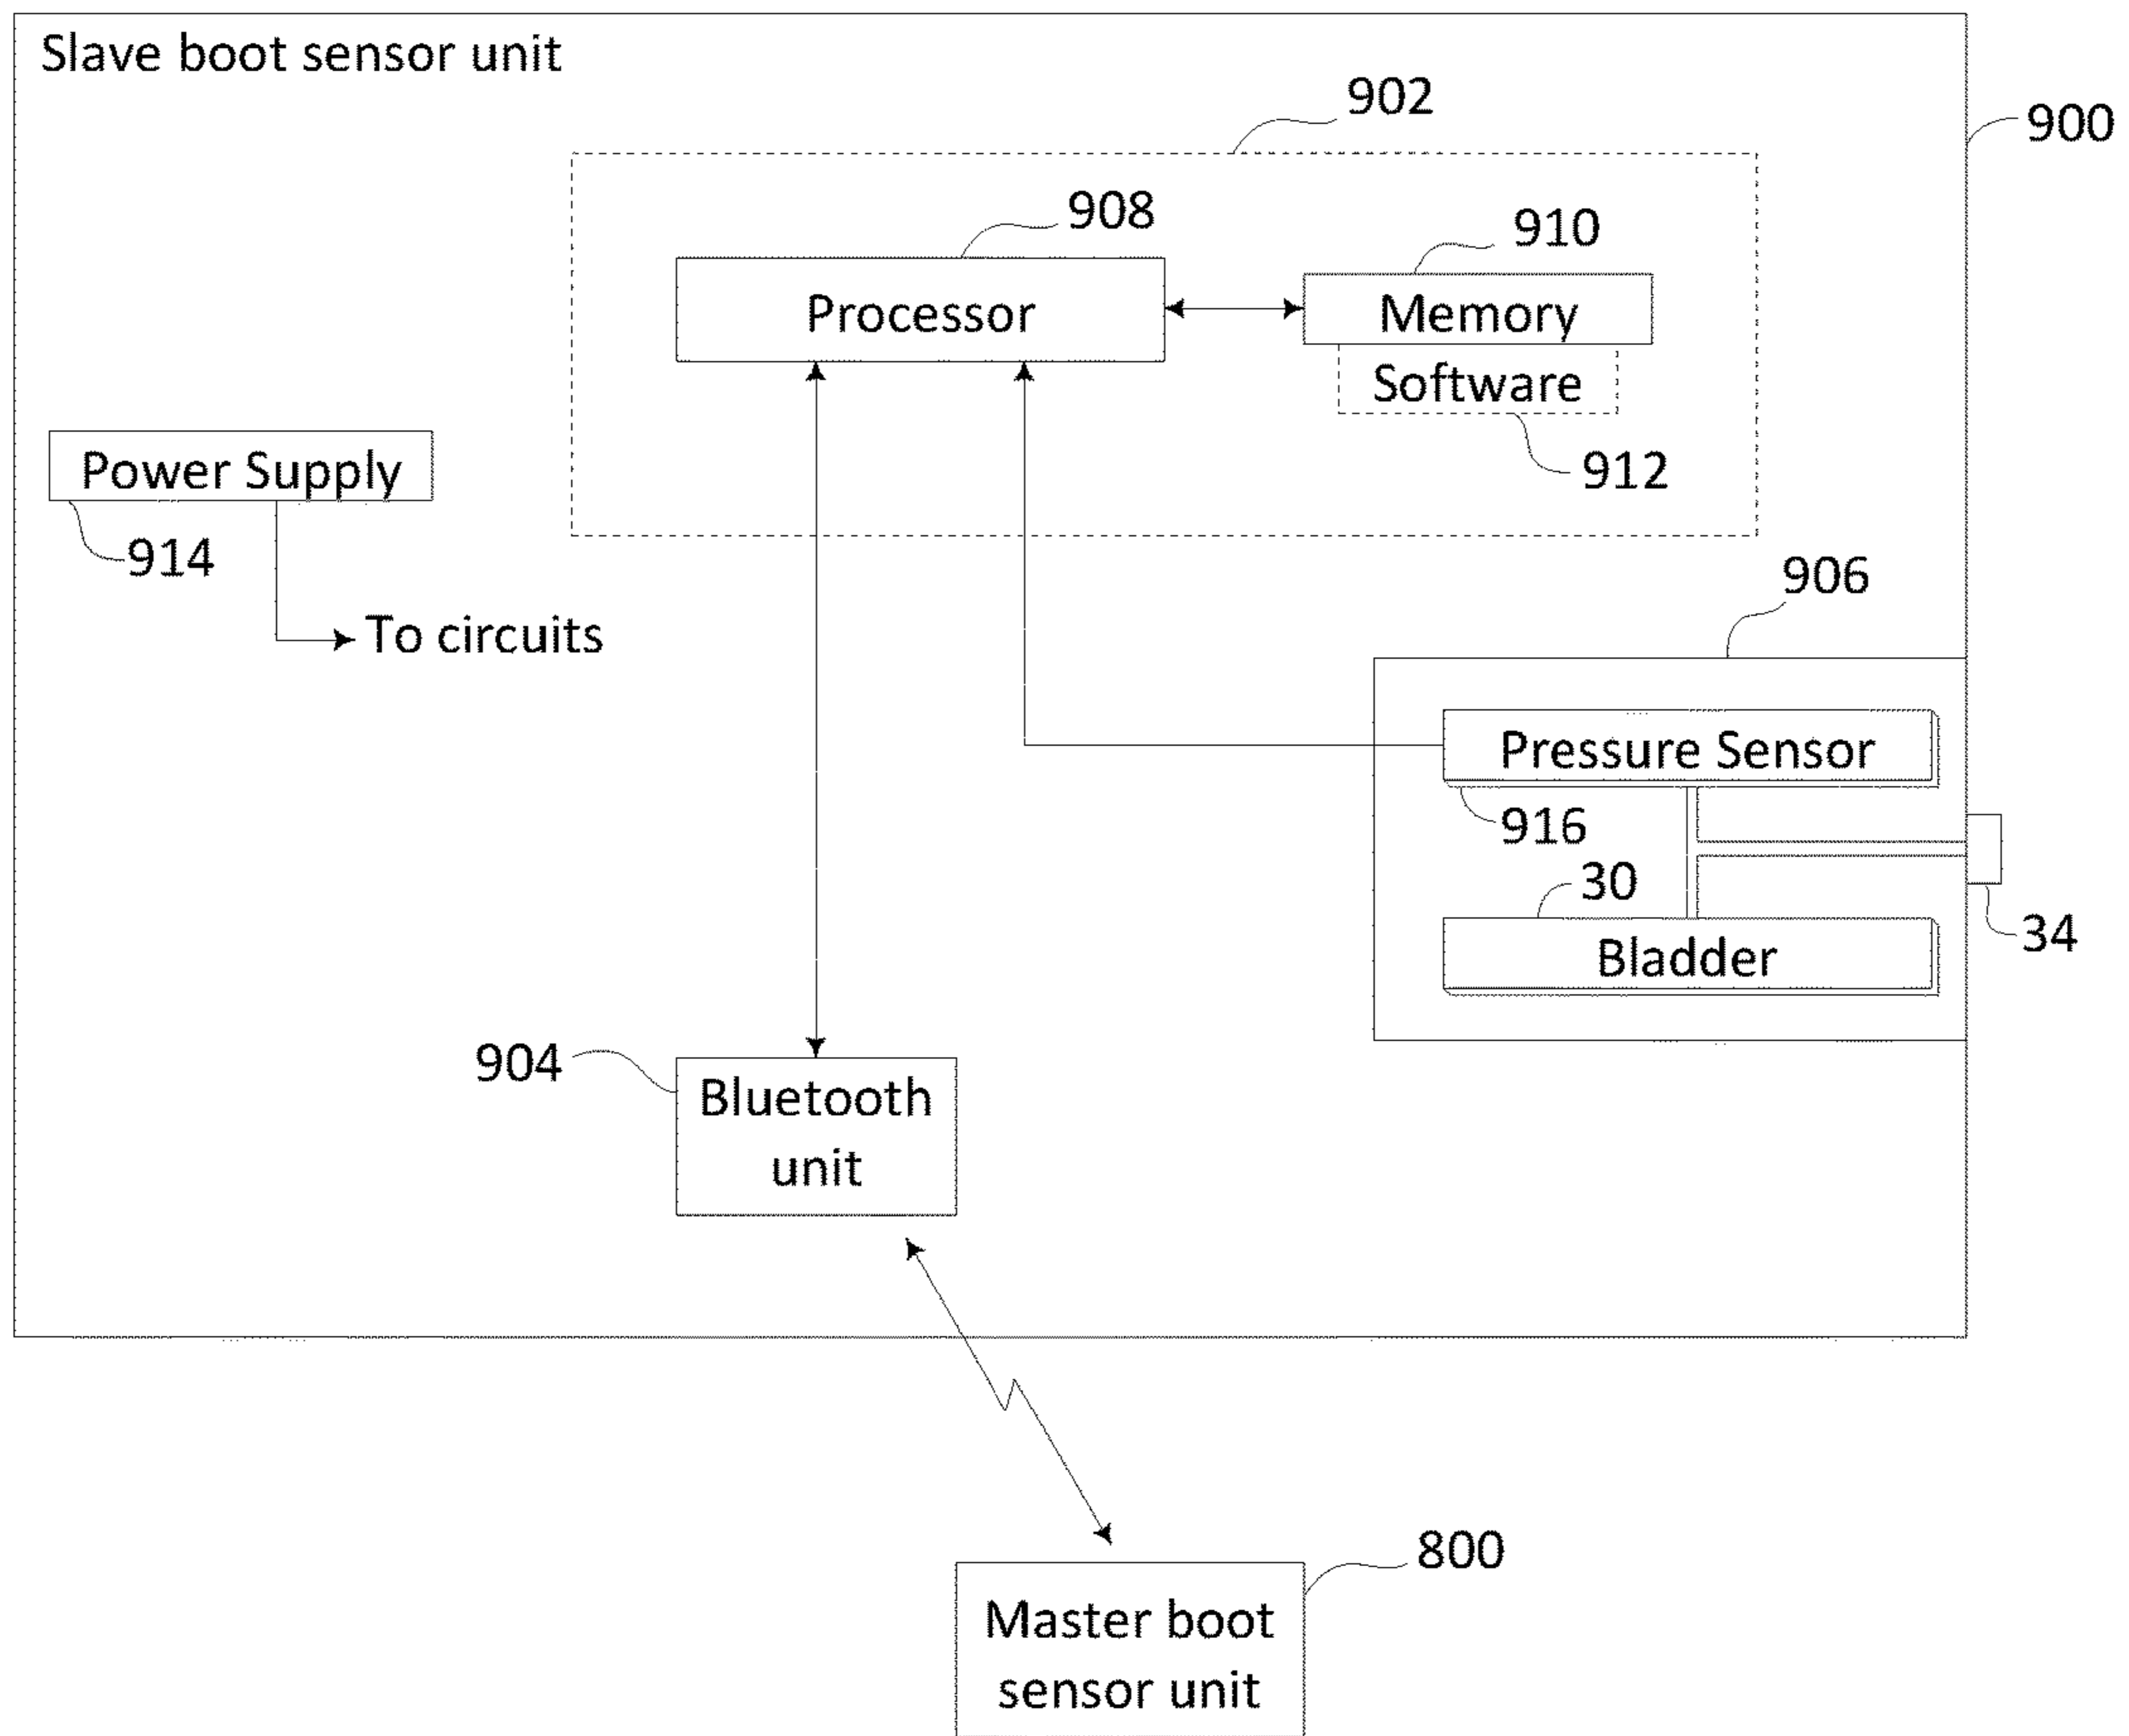 Slave boot sensor unit
902
900
908
910
Processor
Memory
Software
912
Power Supply
914
To circuits
906
Pressure Sensor
916
30
34
Bladder
904
Bluetooth
unit
800
Master boot
sensor unit